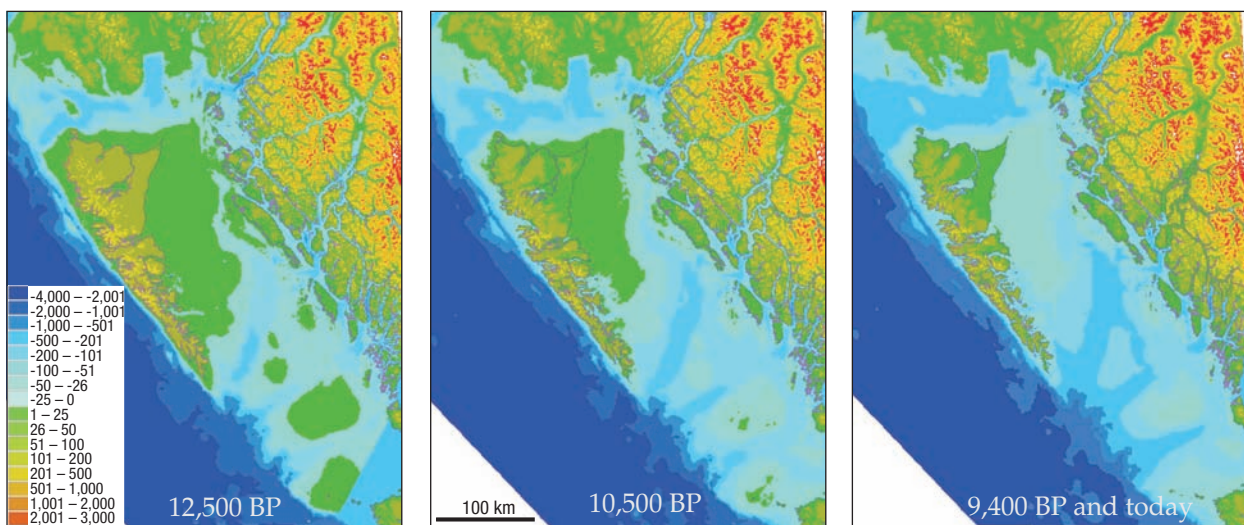 -4,000 – -2,001
-2,000 – -1,001
-1,000 – -501
-500 – -201
-200 – -101
-100 – -51
-50 – -26
-25 – 0
1 – 25
26 – 50
51 – 100
101 – 200
201 – 500
501 – 1,000
1,001 – 2,000
2,001 – 3,000
12,500 BP
100 km
10,500 BP
9,400 BP and today